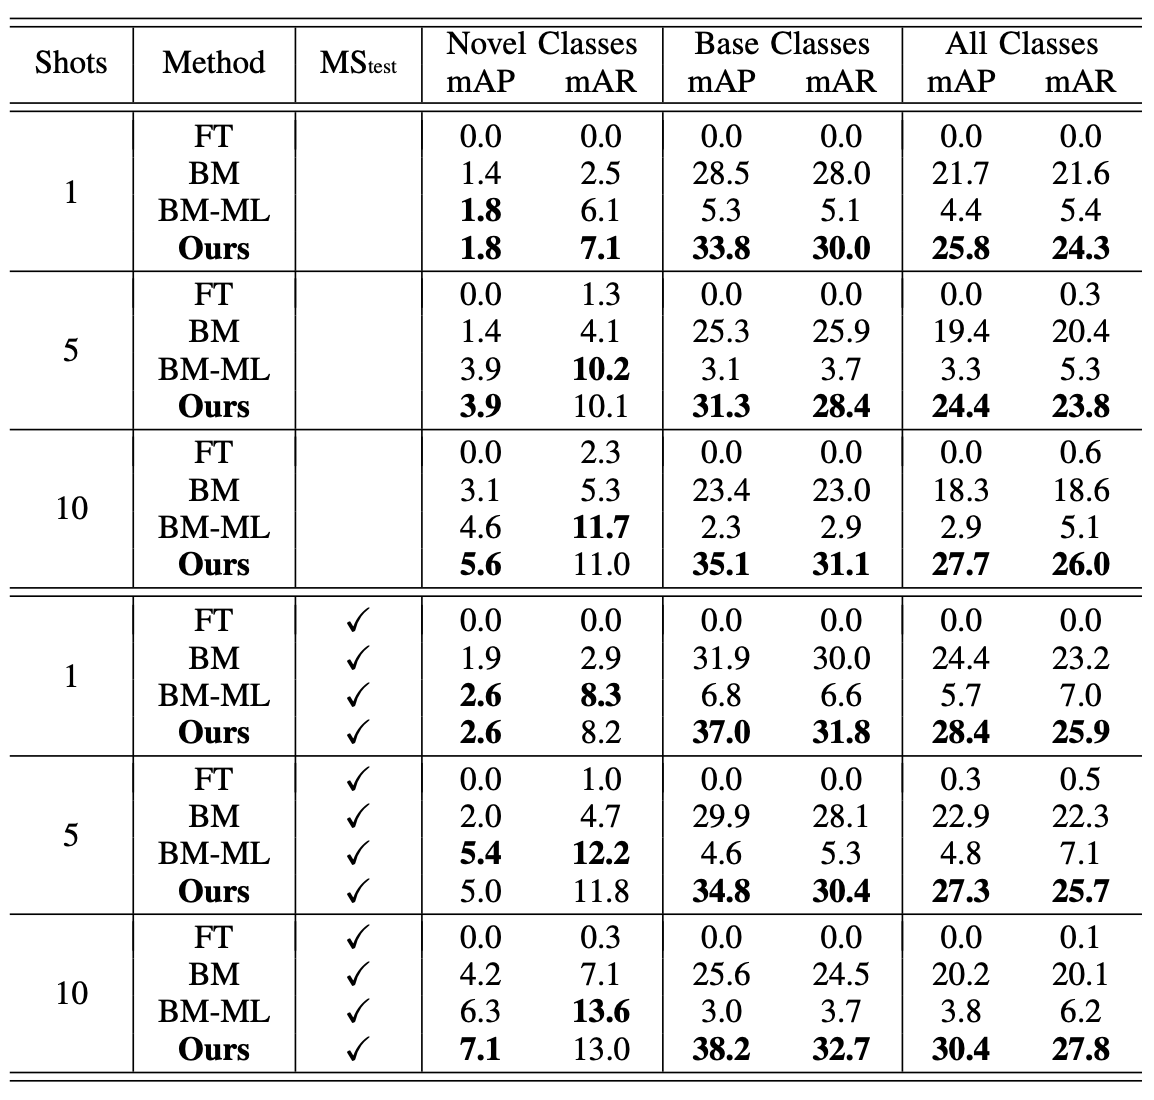 Shots Method MStest Novel Classes Base Classes All Classes
mAP mAR mAP mAR mAP mAR
1 FT 0.0 0.0 0.0 0.0 0.0 0.0
BM 1.4 2.5 28.5 28.0 21.7 21.6
BM-ML 1.8 6.1 5.3 5.1 4.4 5.4
Ours 1.8 7.1 33.8 30.0 25.8 24.3
5 FT 0.0 1.3 0.0 0.0 0.0 0.3
BM 1.4 4.1 25.3 25.9 19.4 20.4
BM-ML 3.9 10.2 3.1 3.7 3.3 5.3
Ours 3.9 10.1 31.3 28.4 24.4 23.8
10 FT 0.0 2.3 0.0 0.0 0.0 0.6
BM 3.1 5.3 23.4 23.0 18.3 18.6
BM-ML 4.6 11.7 2.3 2.9 2.9 5.1
Ours 5.6 11.0 35.1 31.1 27.7 26.0
1 FT ✓ 0.0 0.0 0.0 0.0 0.0 0.0
BM ✓ 1.9 2.9 31.9 30.0 24.4 23.2
BM-ML ✓ 2.6 8.3 6.8 6.6 5.7 7.0
Ours ✓ 2.6 8.2 37.0 31.8 28.4 25.9
5 FT ✓ 0.0 1.0 0.0 0.0 0.3 0.5
BM ✓ 2.0 4.7 29.9 28.1 22.9 22.3
BM-ML ✓ 5.4 12.2 4.6 5.3 4.8 7.1
Ours ✓ 5.0 11.8 34.8 30.4 27.3 25.7
10 FT ✓ 0.0 0.3 0.0 0.0 0.0 0.1
BM ✓ 4.2 7.1 25.6 24.5 20.2 20.1
BM-ML ✓ 6.3 13.6 3.0 3.7 3.8 6.2
Ours ✓ 7.1 13.0 38.2 32.7 30.4 27.8